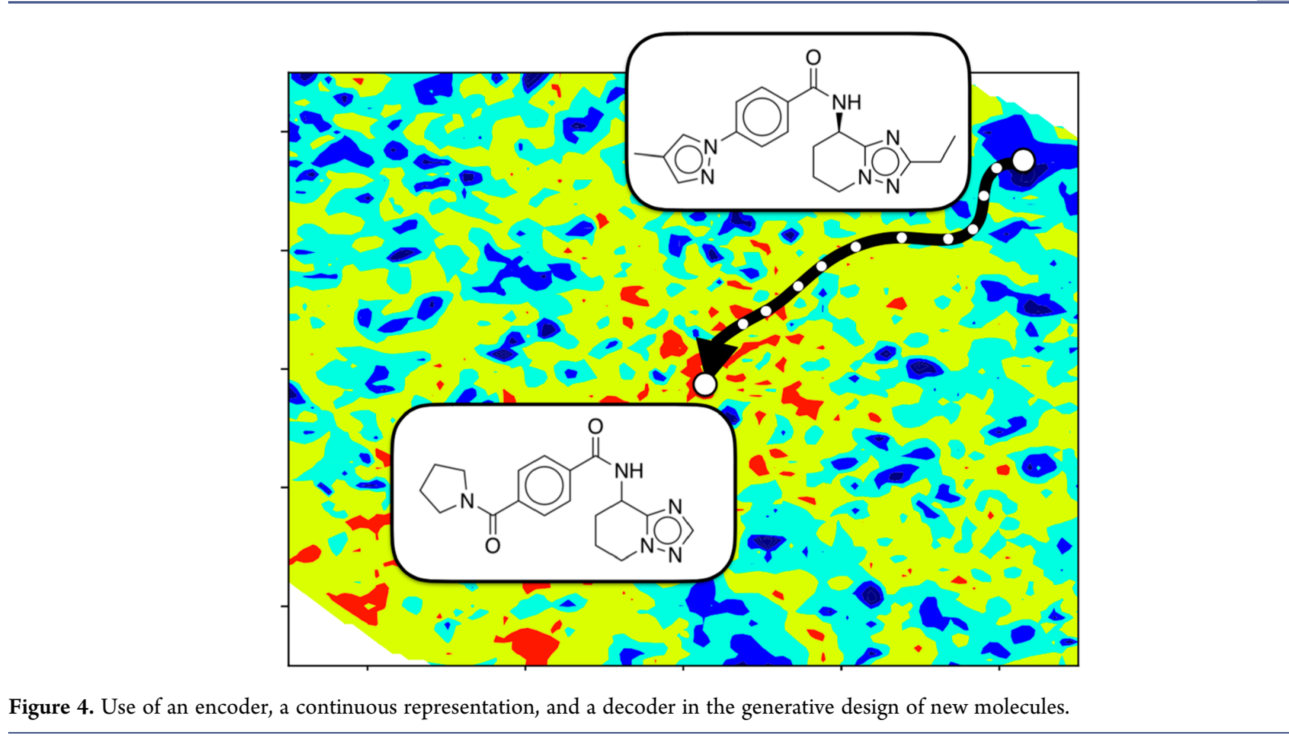 O
NH
N
N
N
N
N
O
NH
N
N
N
N
O
Figure 4. Use of an encoder, a continuous representation, and a decoder in the generative design of new molecules.